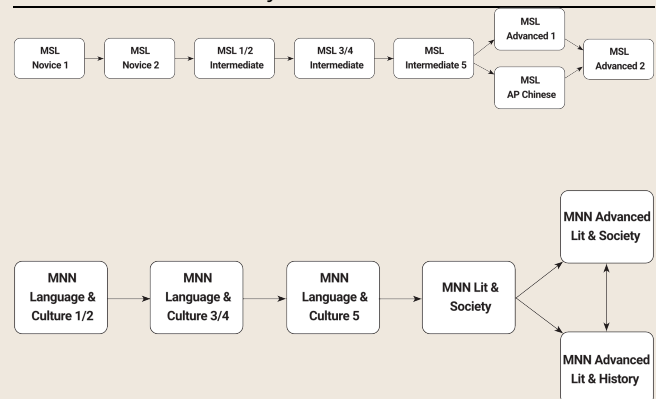 MSL
Novice 1
MSL
Novice 2
MSL 1/2
Intermediate
MSL 3/4
Intermediate
MSL
Intermediate 5
MSL
Advanced 1
MSL
AP Chinese
MSL
Advanced 2
MNN
Language &
Culture 1/2
MNN
Language &
Culture 3/4
MNN
Language &
Culture 5
MNN Lit &
Society
MNN Advanced
Lit & Society
MNN Advanced
Lit & History